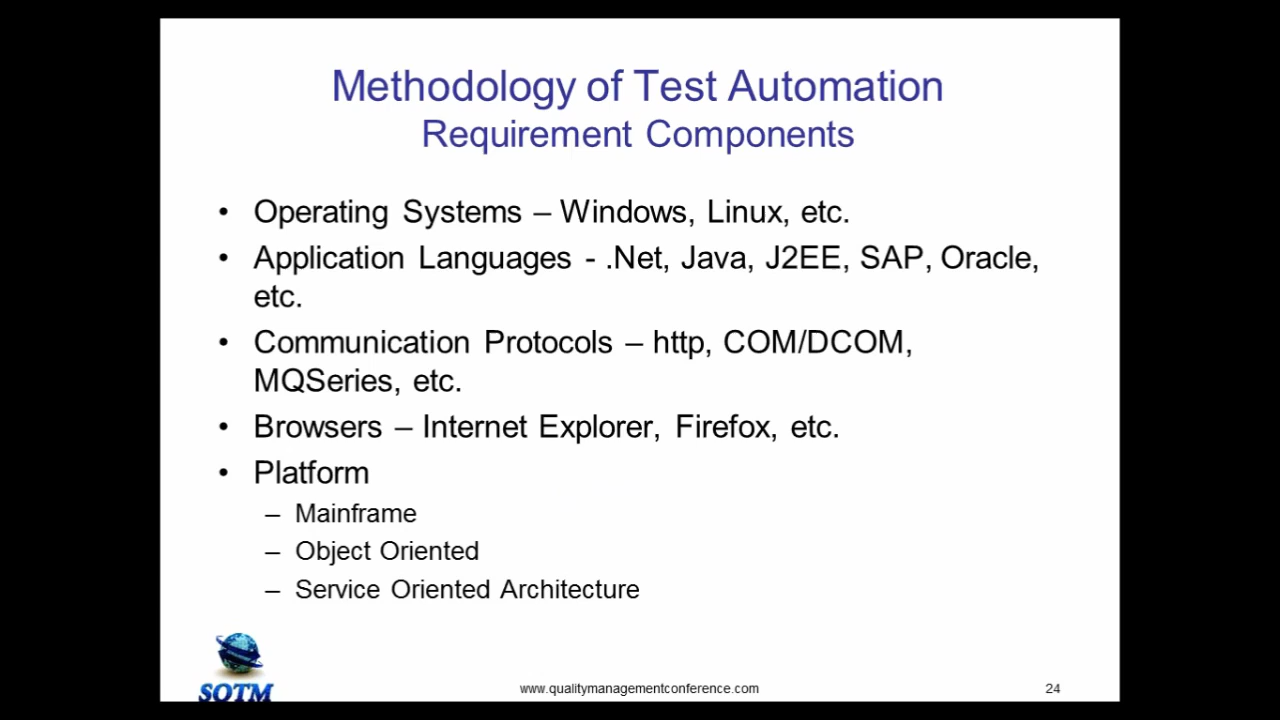 Methodology of Test Automation
Requirement Components
• Operating Systems – Windows, Linux, etc.
• Application Languages - .Net, Java, J2EE, SAP, Oracle,
etc.
• Communication Protocols – http, COM/DCOM,
MQSeries, etc.
• Browsers – Internet Explorer, Firefox, etc.
• Platform
– Mainframe
– Object Oriented
– Service Oriented Architecture
SOTM
www.qualitymanagementconference.com
24